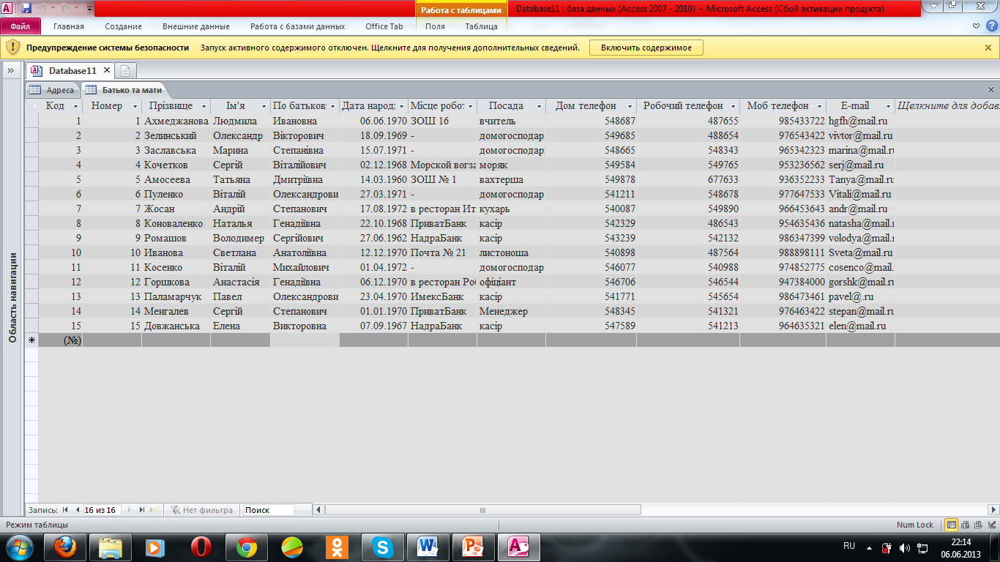 Работа с таблицами
Database11 : база данных (Access 2007 - 2010) - Microsoft Access (Сбой активации продукта)
Файл Главная Создание Внешние данные Работа с базами данных Office Tab Поля Таблица
Предупреждение системы безопасности Запуск активного содержимого отключен. Щелкните для получения дополнительных сведений. Включить содержимое
Database11
Адреса Батько та мати
Код Номер Прізвище Ім'я По батькові Дата народ: Місце робот Посада Дом телефон Робочий телефон Моб телефон E-mail Щелкните для добав
1 1 Ахмеджанова Людмила Ивановна 06.06.1970 ЗОШ 16 вчитель 548687 487655 985433722 hgfh@mail.ru
2 2 Зелинський Олександр Вікторович 18.09.1969 - домогосподар 549685 488654 976543422 vivtor@mail.ru
3 3 Заславська Марина Степанівна 15.07.1971 - домогосподар 548665 548343 965342323 marina@mail.ru
4 4 Кочетков Сергій Віталійович 02.12.1968 Морской вокза моряк 549584 549765 953236562 serj@mail.ru
5 5 Амосеева Татьяна Дмитрівна 14.03.1960 ЗОШ № 1 вахтерша 549878 677633 936352233 Tanya@mail.ru
6 6 Пуленко Віталій Олександрови 27.03.1971 - домогосподар 541211 548678 977647533 Vitali@mail.ru
7 7 Жосан Андрій Степанович 17.08.1972 в ресторан Ит кухарь 540087 549890 966453643 andr@mail.ru
8 8 Коноваленко Наталья Генадіївна 22.10.1968 ПриватБанк касір 542329 486543 954635436 natasha@mail.r
9 9 Ромашов Володимер Сергійович 27.06.1962 НадраБанк касір 543239 542132 986347399 volodya@mail.r
10 10 Иванова Светлана Анатоліївна 12.12.1970 Почта № 21 листоноша 540898 487564 988898111 Sveta@mail.ru
11 11 Косенко Віталій Михайлович 01.04.1972 - домогосподар 546077 540988 974852775 cosenco@mail.
12 12 Горшкова Анастасія Генадіївна 06.12.1970 в ресторан Роб офіціант 546706 546544 947384000 gorshk@mail.ru
13 13 Паламарчук Павел Олександрови 23.04.1970 ИмексБанк касір 541771 545654 986473461 pavel@.ru
14 14 Менгалев Сергій Степанович 01.01.1970 ПриватБанк Менеджер 548345 541321 976463422 stepan@mail.ru
15 15 Довжанська Елена Викторовна 07.09.1967 НадраБанк касір 547589 541213 964635321 elen@mail.ru
(№)
Область навигации
Запись: 16 из 16 Нет фильтра Поиск
Режим таблицы Num Lock
RU 22:14
06.06.2013